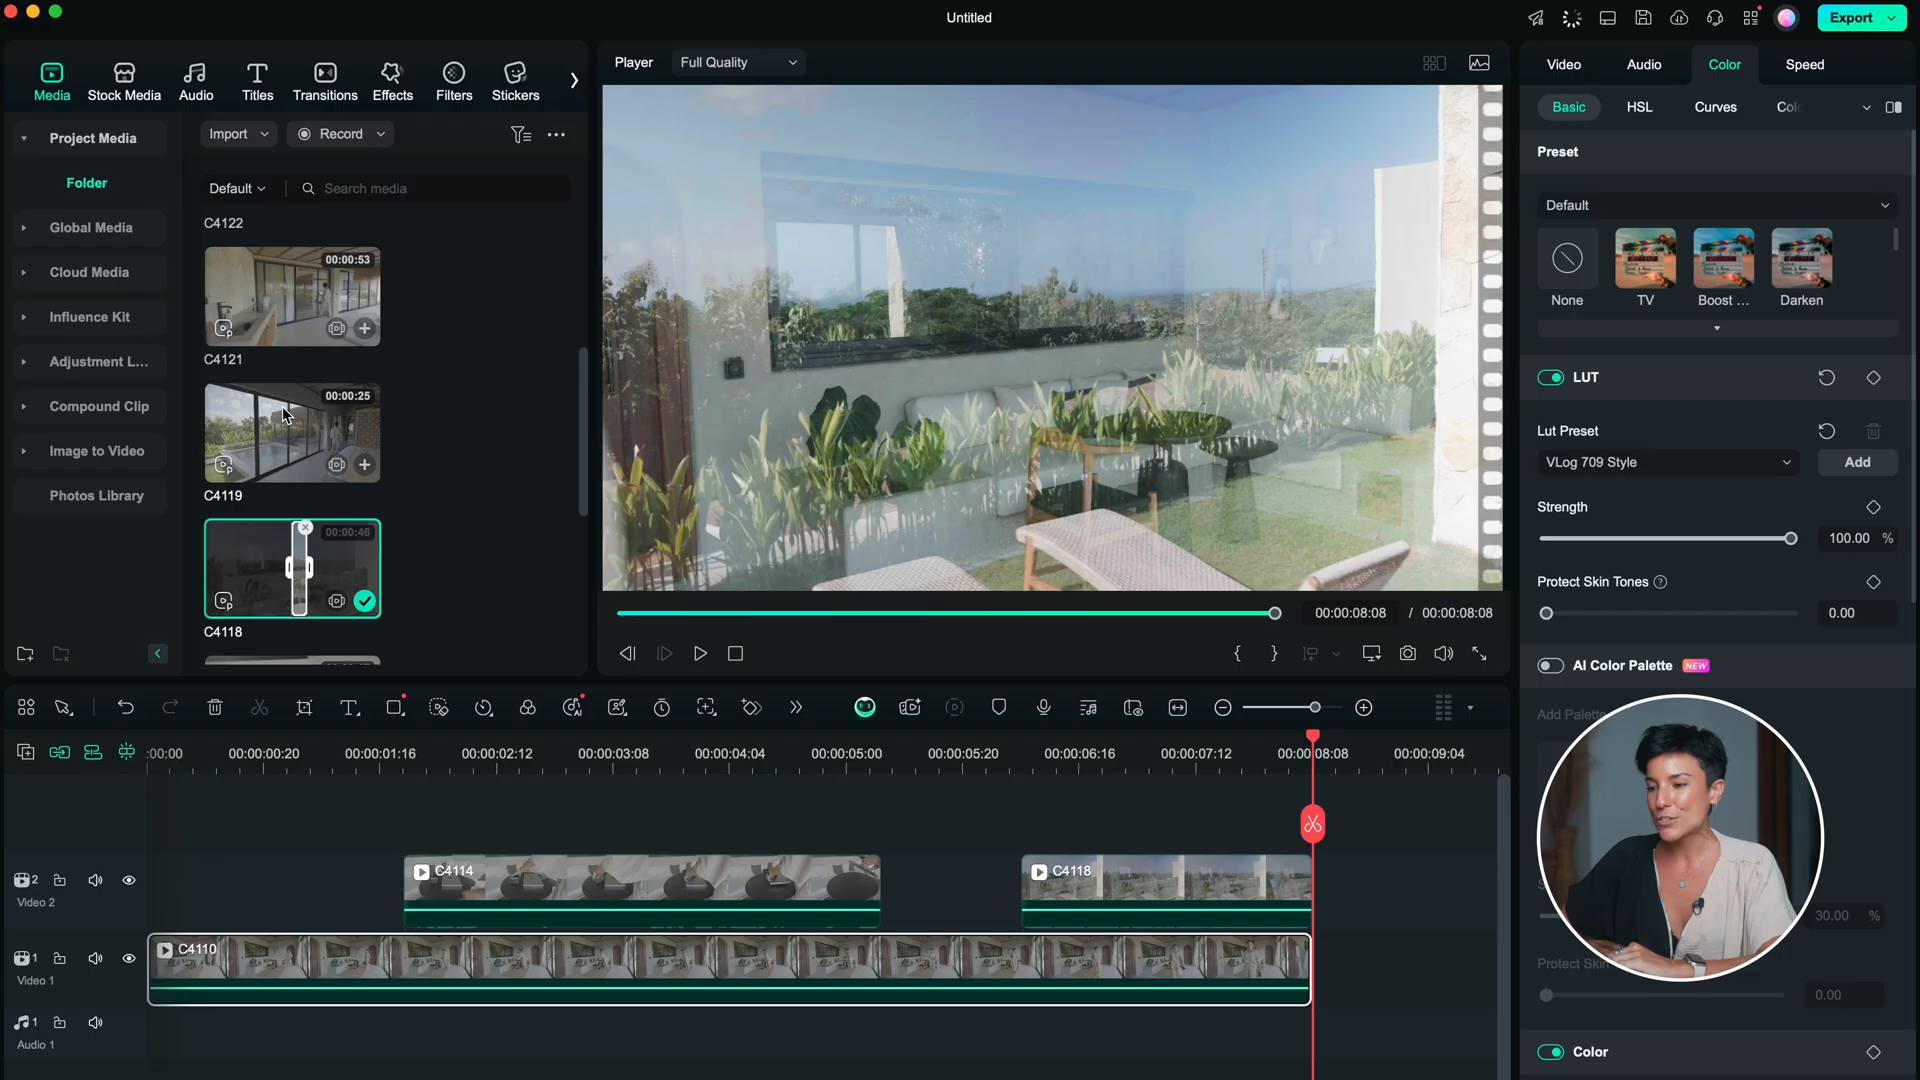 Untitled
Export
Media
Stock Media
Audio
Titles
Transitions
Effects
Filters
Stickers
Player
Full Quality
Video
Audio
Color
Speed
Basic
HSL
Curves
Project Media
Folder
Global Media
Cloud Media
Influence Kit
Adjustment L...
Compound Clip
Image to Video
Photos Library
Import
Record
Default
Search media
C4122
00:00:53
C4121
00:00:25
C4119
00:00:46
C4118
00:00:08:08 / 00:00:08:08
Preset
Default
None
TV
Boost ...
Darken
LUT
Lut Preset
VLog 709 Style
Add
Strength
100.00 %
Protect Skin Tones
0.00
AI Color Palette NEW
Add Palette
30.00 %
Protect Skin
0.00
Color
:00:00
00:00:00:20
00:00:01:16
00:00:02:12
00:00:03:08
00:00:04:04
00:00:05:00
00:00:05:20
00:00:06:16
00:00:07:12
00:00:08:08
00:00:09:04
2
Video 2
C4114
C4118
1
Video 1
C4110
1
Audio 1